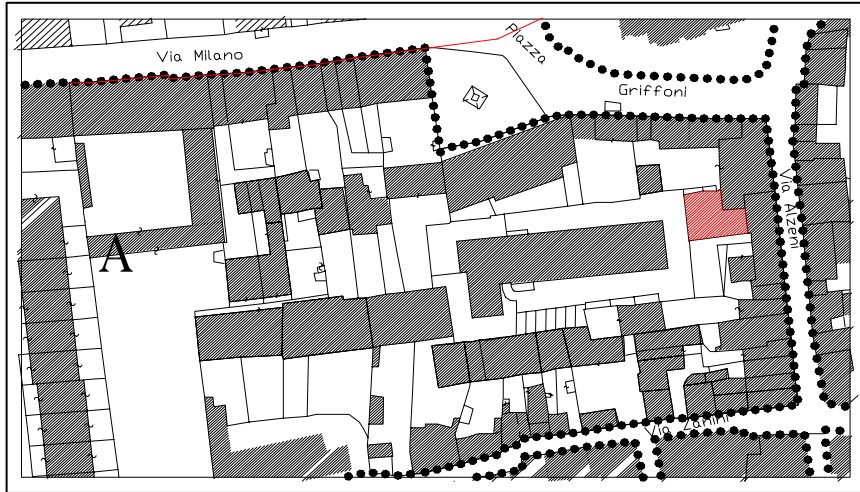 Piazza
Via Milano
Griffoni
Via Alzeni
A
Via Zanini